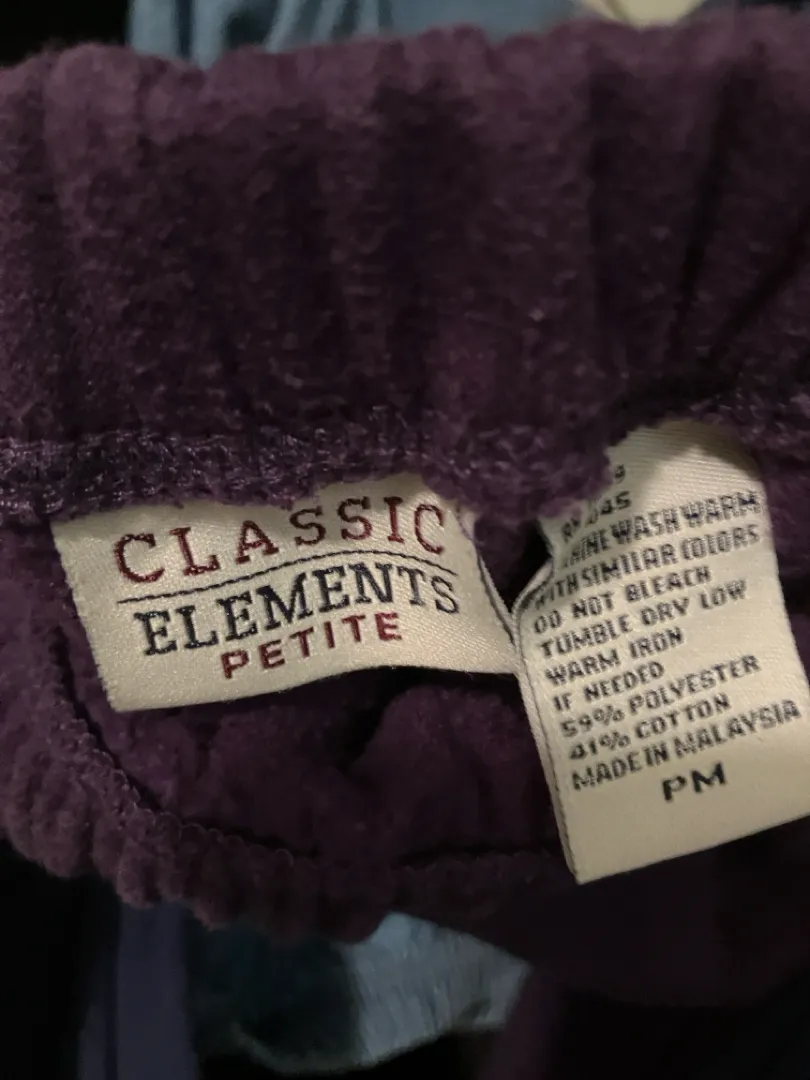 CLASSIC
ELEMENTS
PETITE
WASH WARM
WITH SIMILAR COLORS
DO NOT BLEACH
TUMBLE DRY LOW
WARM IRON
IF NEEDED
59% POLYESTER
41% COTTON
MADE IN MALAYSIA
PM